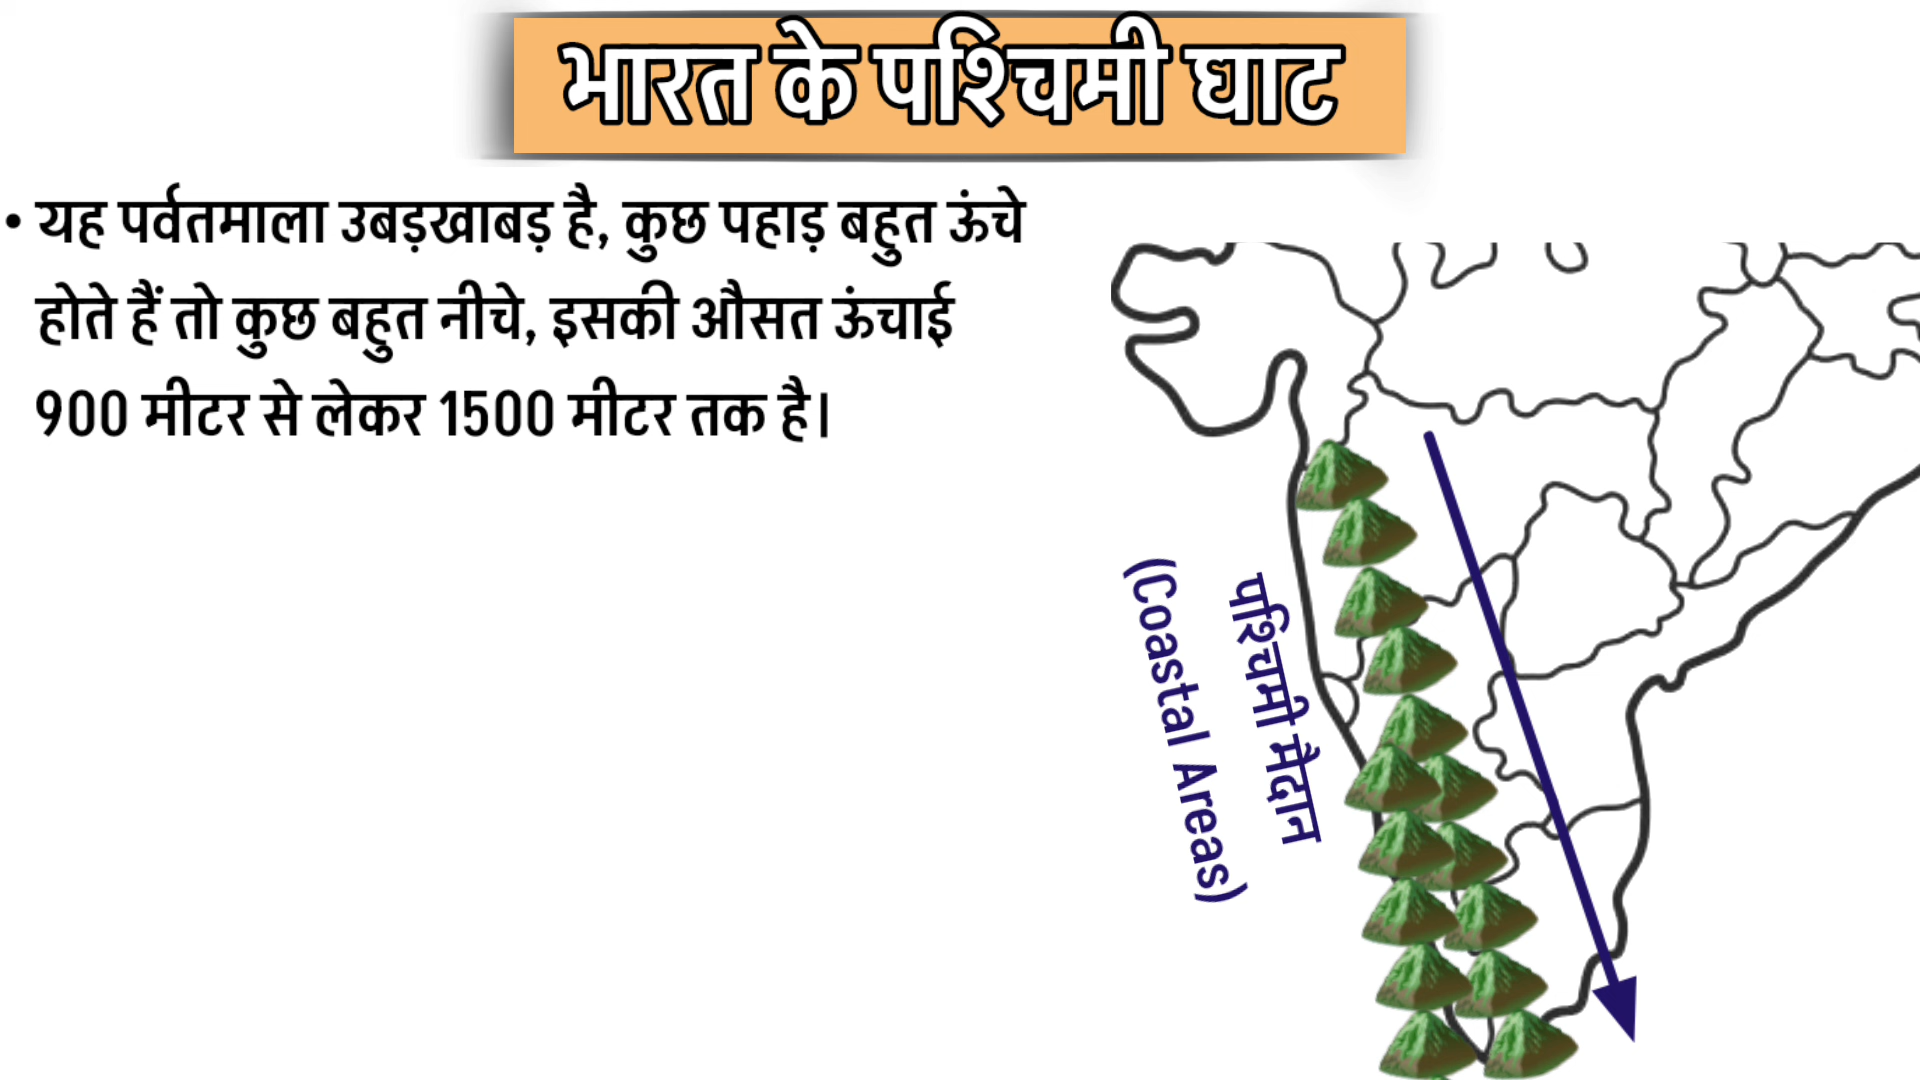 भारत के पश्चिमी घाट
• यह पर्वतमाला उबड़खाबड़ है, कुछ पहाड़ बहुत ऊंचे
होते हैं तो कुछ बहुत नीचे, इसकी औसत ऊंचाई
900 मीटर से लेकर 1500 मीटर तक है।
पश्चिमी मैदान
(Coastal Areas)